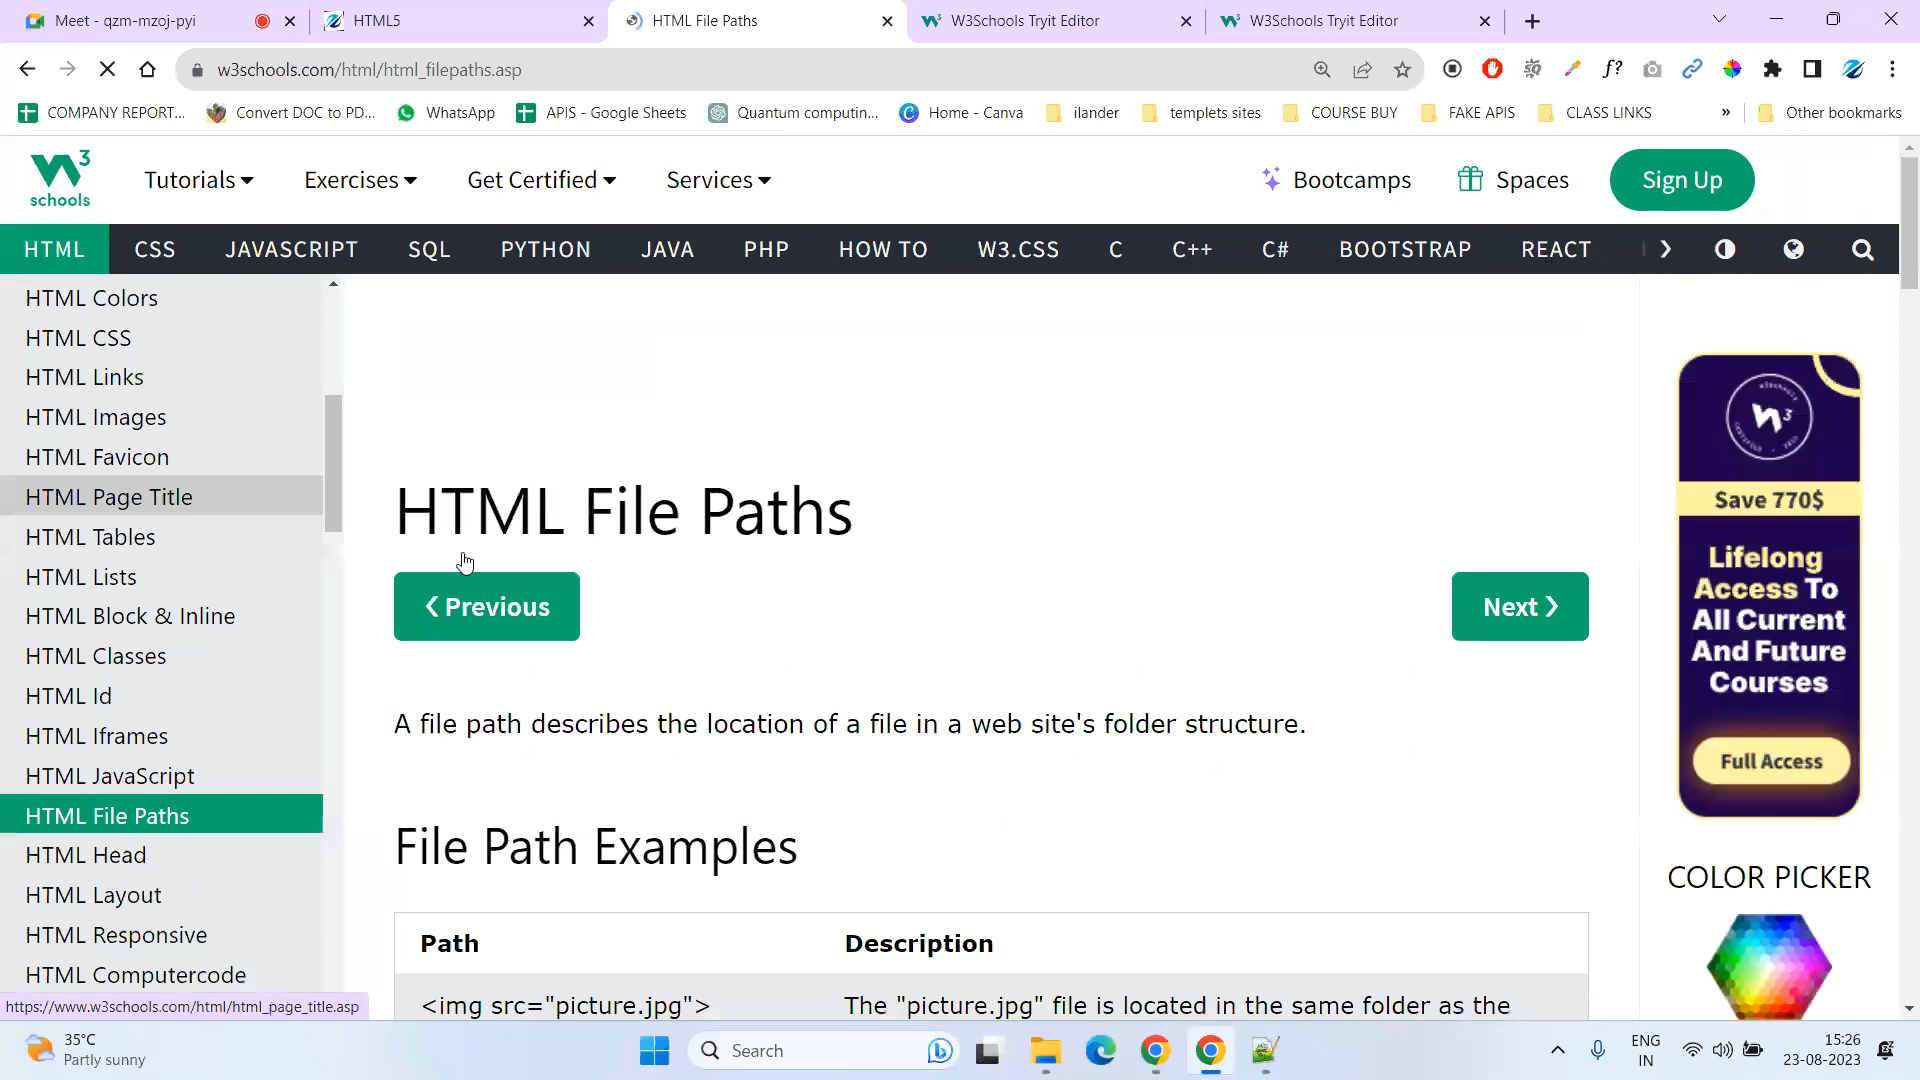 Meet - qzm-mzoj-pyi
HTML5
HTML File Paths
W3Schools Tryit Editor
W3Schools Tryit Editor
w3schools.com/html/html_filepaths.asp
COMPANY REPORT...
Convert DOC to PD...
WhatsApp
APIS - Google Sheets
Quantum computin...
Home - Canva
ilander
templets sites
COURSE BUY
FAKE APIS
CLASS LINKS
»
Other bookmarks
W3 schools
Tutorials
Exercises
Get Certified
Services
Bootcamps
Spaces
Sign Up
HTML
CSS
JAVASCRIPT
SQL
PYTHON
JAVA
PHP
HOW TO
W3.CSS
C
C++
C#
BOOTSTRAP
REACT
HTML Colors
HTML CSS
HTML Links
HTML Images
HTML Favicon
HTML Page Title
HTML Tables
HTML Lists
HTML Block & Inline
HTML Classes
HTML Id
HTML Iframes
HTML JavaScript
HTML File Paths
HTML Head
HTML Layout
HTML Responsive
HTML Computercode
https://www.w3schools.com/html/html_page_title.asp
HTML File Paths
❮ Previous
Next ❯
A file path describes the location of a file in a web site's folder structure.
File Path Examples
Path
Description
<img src="picture.jpg">
The "picture.jpg" file is located in the same folder as the
Save 770$
Lifelong
Access To
All Current
And Future
Courses
Full Access
COLOR PICKER
35°C
Partly sunny
Search
ENG
IN
15:26
23-08-2023